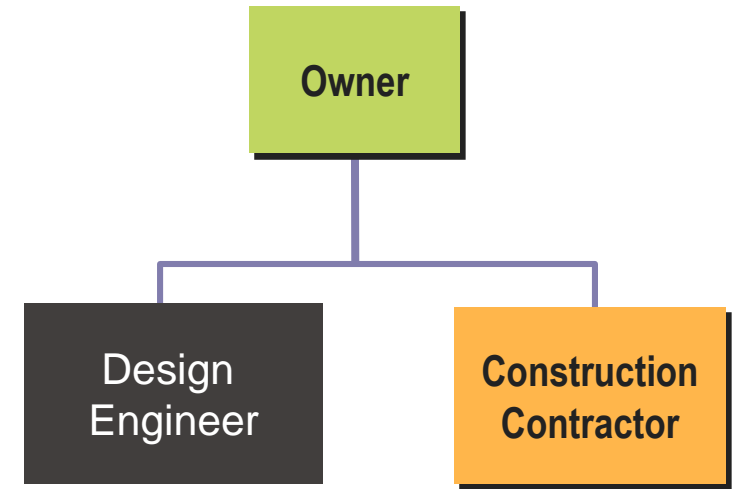 Owner
Design
Engineer
Construction
Contractor